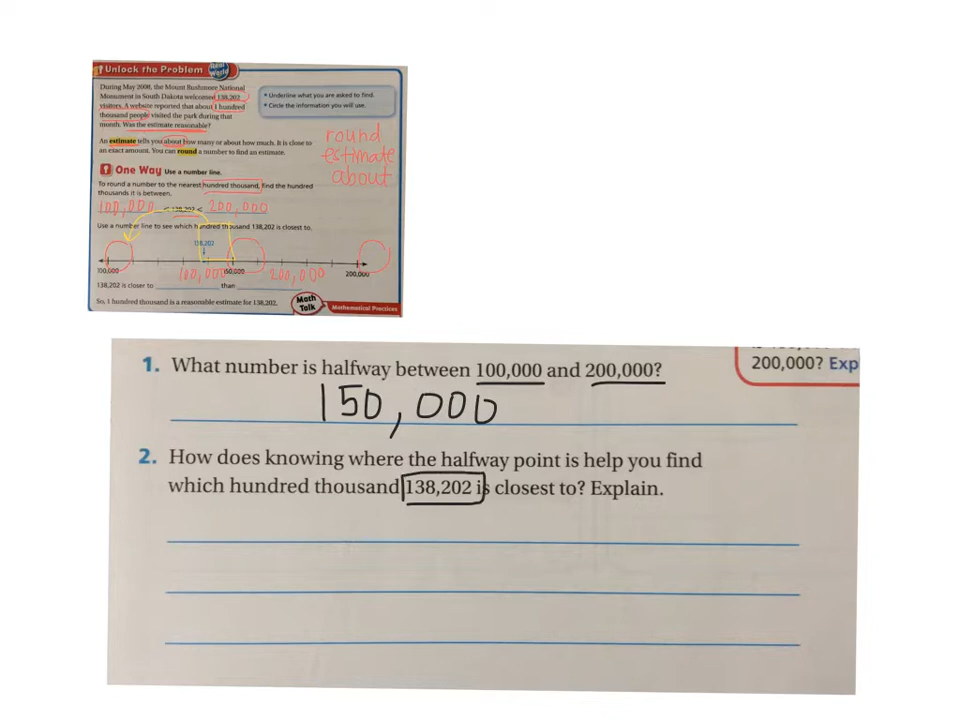 Unlock the Problem Real World
During May 2008, the Mount Rushmore National
Monument in South Dakota welcomed 138,202
visitors. A website reported that about 1 hundred
thousand people visited the park during that
month. Was the estimate reasonable?
• Underline what you are asked to find.
• Circle the information you will use.
An estimate tells you about how many or about how much. It is close to
an exact amount. You can round a number to find an estimate.
round
estimate
about
One Way Use a number line.
To round a number to the nearest hundred thousand, find the hundred
thousands it is between.
100,000 < 138,202 < 200,000
Use a number line to see which hundred thousand 138,202 is closest to.
138,202
100,000 150,000 200,000
100,000 200,000
138,202 is closer to than
So, 1 hundred thousand is a reasonable estimate for 138,202.
Math Talk
Mathematical Practices
1. What number is halfway between 100,000 and 200,000?
150,000
200,000? Exp
2. How does knowing where the halfway point is help you find
which hundred thousand 138,202 is closest to? Explain.